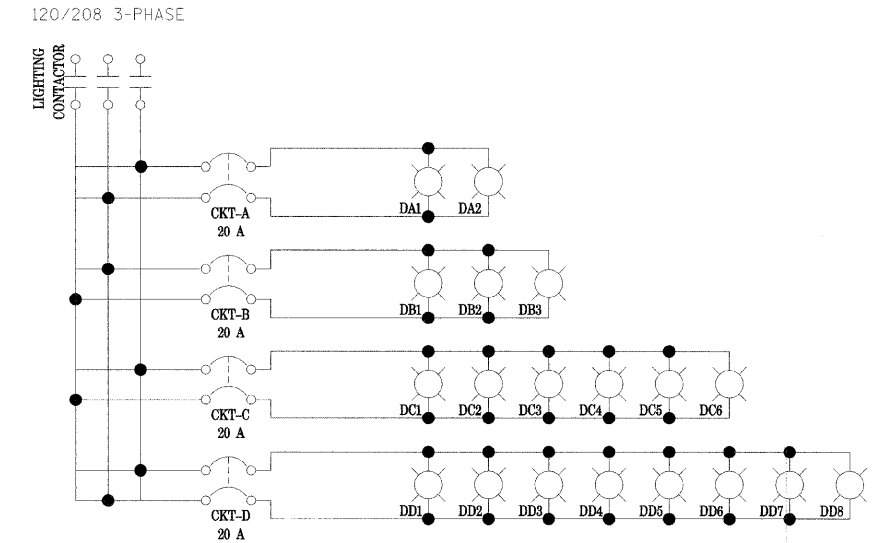 120/208 3-PHASE
LIGHTING
CONTACTOR
DA1 DA2
CKT-A
20 A
DB1 DB2 DB3
CKT-B
20 A
DC1 DC2 DC3 DC4 DC5 DC6
CKT-C
20 A
DD1 DD2 DD3 DD4 DD5 DD6 DD7 DD8
CKT-D
20 A